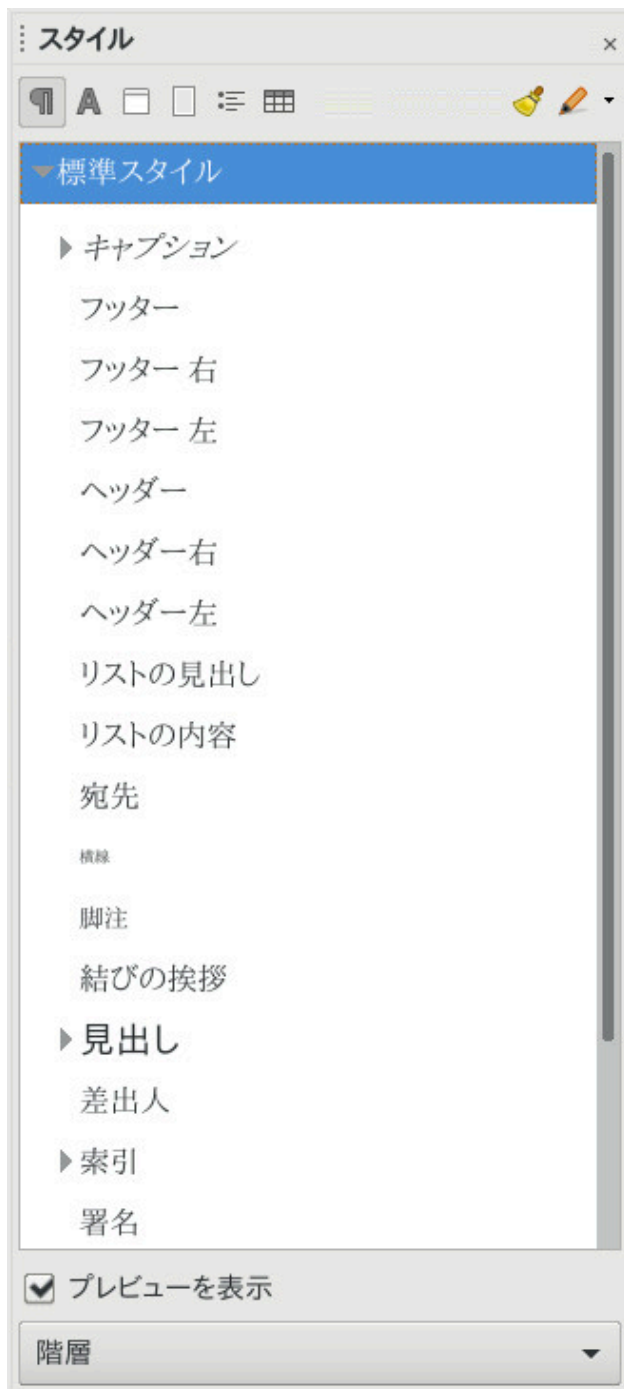 スタイル
標準スタイル
キャプション
フッター
フッター 右
フッター 左
ヘッダー
ヘッダー右
ヘッダー左
リストの見出し
リストの内容
宛先
横線
脚注
結びの挨拶
見出し
差出人
索引
署名
プレビューを表示
階層